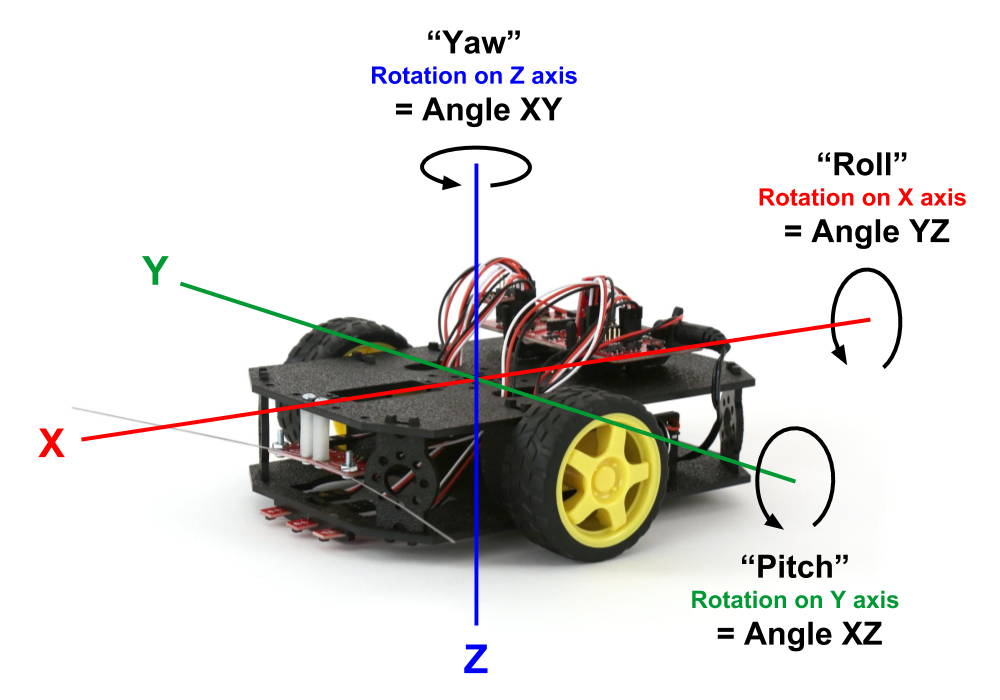 “Yaw”
Rotation on Z axis
= Angle XY
“Roll”
Rotation on X axis
= Angle YZ
Y
X
“Pitch”
Rotation on Y axis
= Angle XZ
Z